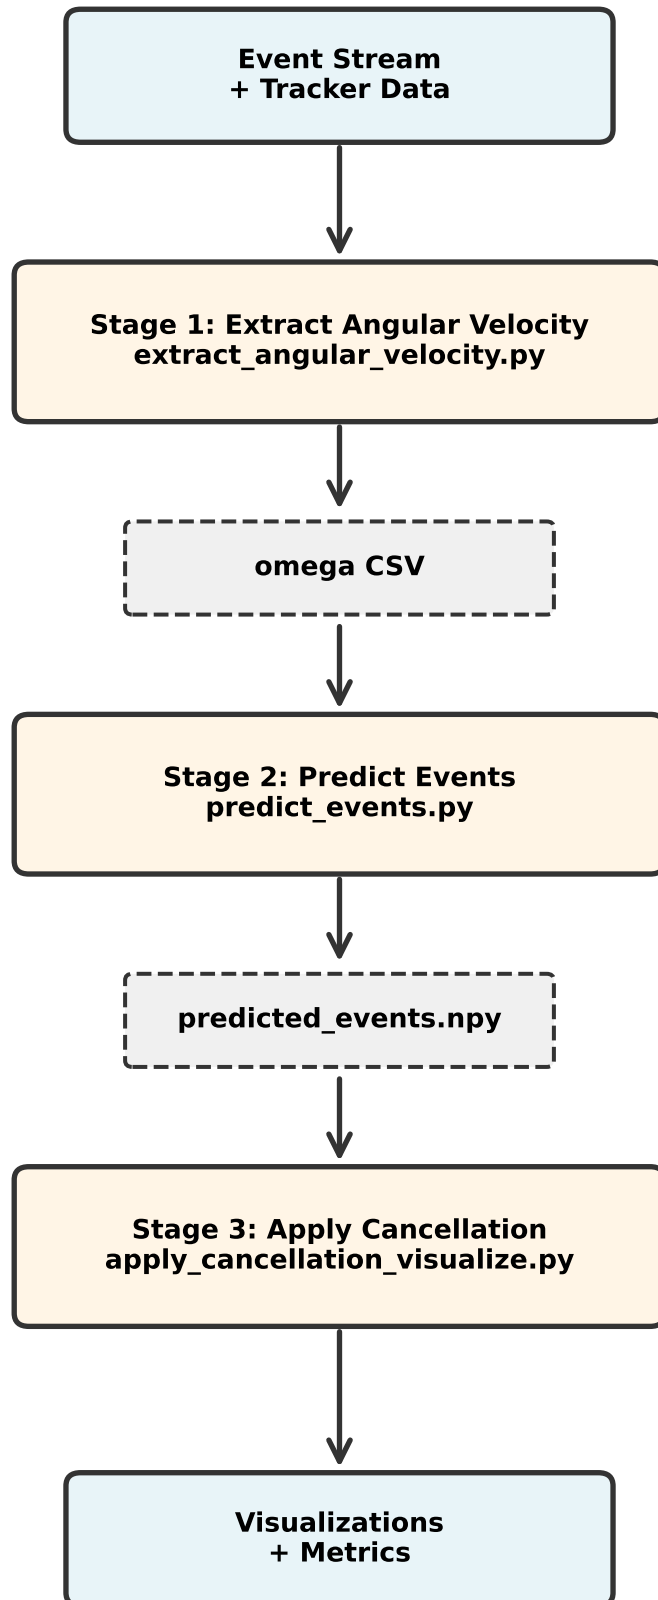 Event Stream
+ Tracker Data
Stage 1: Extract Angular Velocity
extract_angular_velocity.py
omega CSV
Stage 2: Predict Events
predict_events.py
predicted_events.npy
Stage 3: Apply Cancellation
apply_cancellation_visualize.py
Visualizations
+ Metrics